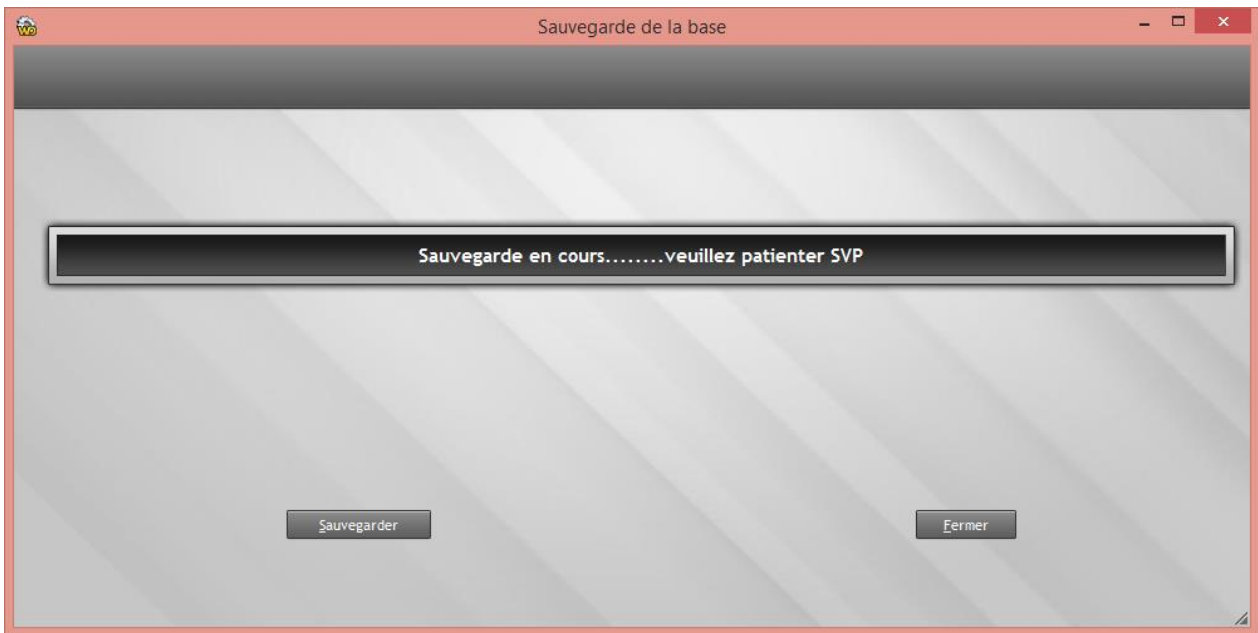 Sauvegarde de la base
Sauvegarde en cours........veuillez patienter SVP
Sauvegarder
Fermer